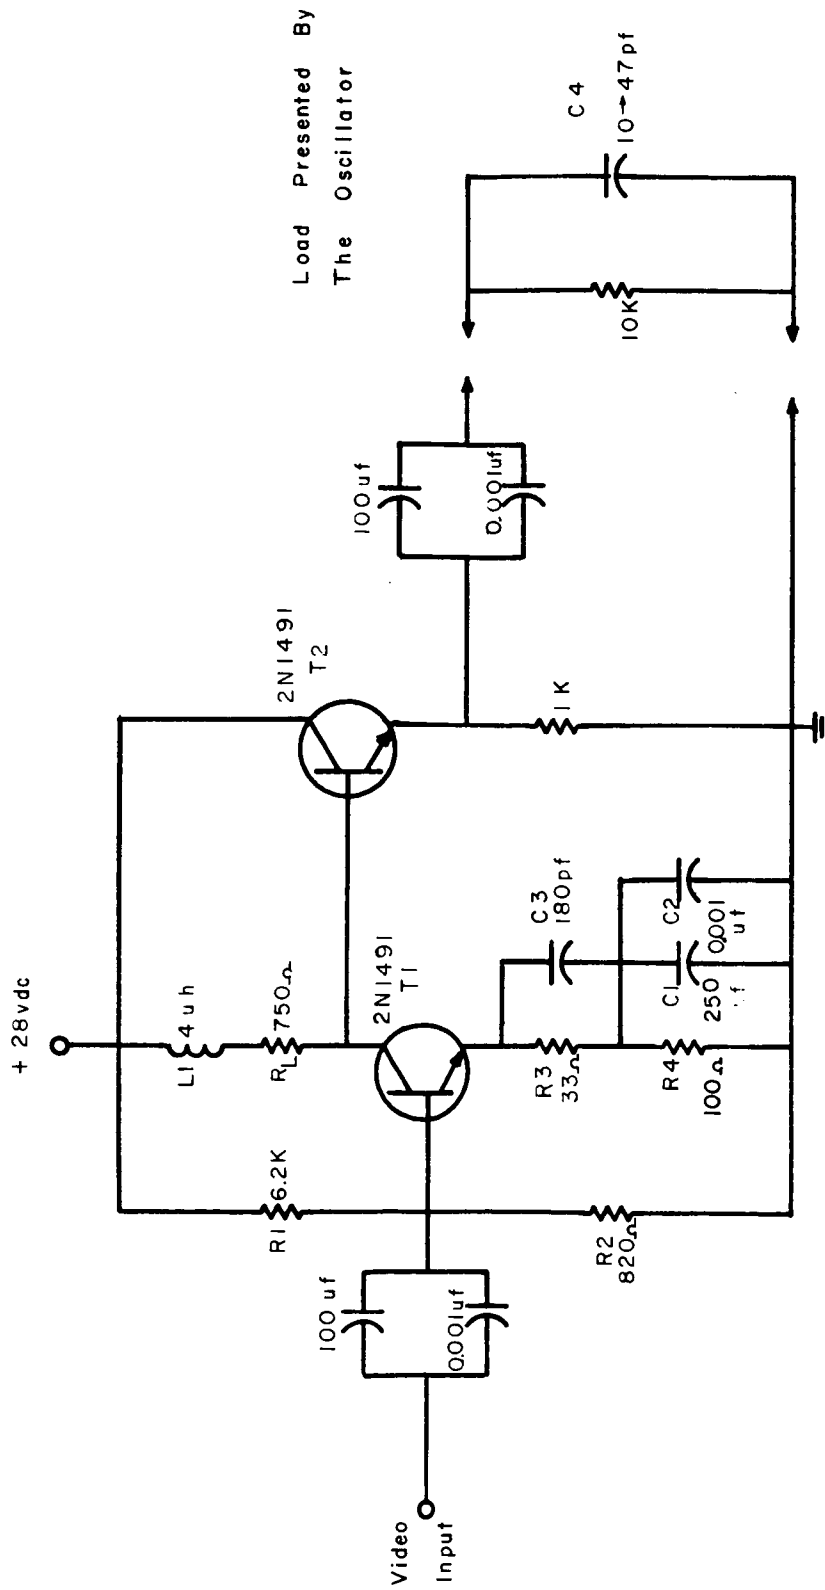 + 28vdc
Load Presented By
The Oscillator
L1
4uh
R1
6.2K
RL
750Ω
2N1491
T2
2N1491
T1
100uf
0.001uf
100uf
0.001uf
Video
Input
C3
180pf
R3
33Ω
R4
100Ω
R2
820Ω
C1
250
C2
0.001
uf
1K
10K
C4
10→47pf